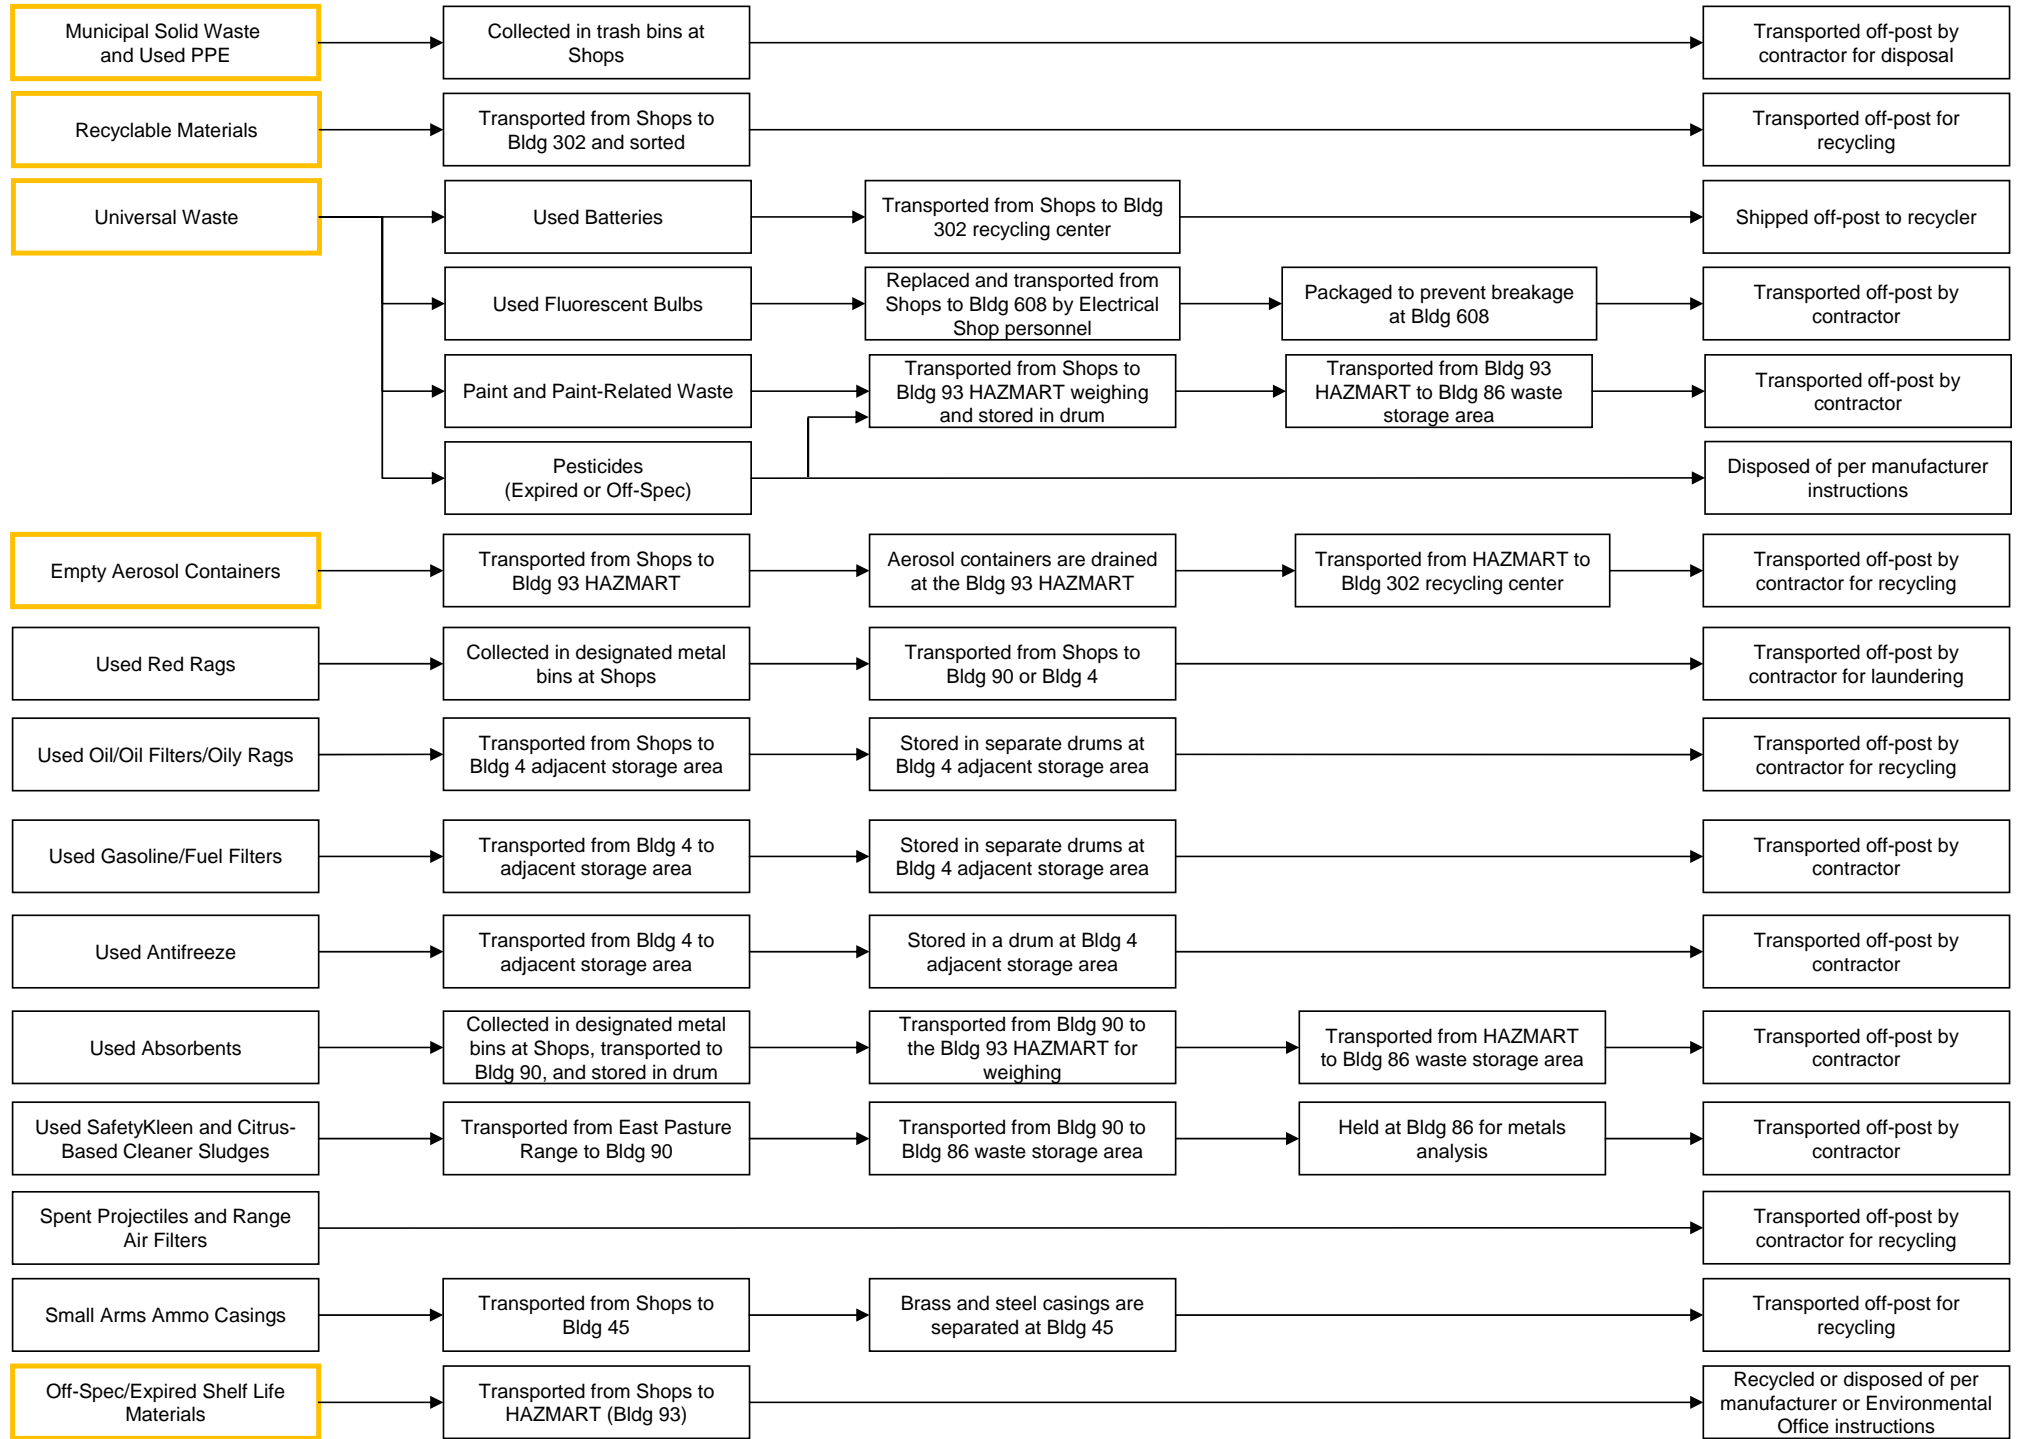 Municipal Solid Waste
and Used PPE
Collected in trash bins at
Shops
Transported off-post by
contractor for disposal
Recyclable Materials
Transported from Shops to
Bldg 302 and sorted
Transported off-post for
recycling
Universal Waste
Used Batteries
Transported from Shops to Bldg
302 recycling center
Shipped off-post to recycler
Used Fluorescent Bulbs
Replaced and transported from
Shops to Bldg 608 by Electrical
Shop personnel
Packaged to prevent breakage
at Bldg 608
Transported off-post by
contractor
Paint and Paint-Related Waste
Transported from Shops to
Bldg 93 HAZMART weighing
and stored in drum
Transported from Bldg 93
HAZMART to Bldg 86 waste
storage area
Transported off-post by
contractor
Pesticides
(Expired or Off-Spec)
Disposed of per manufacturer
instructions
Empty Aerosol Containers
Transported from Shops to
Bldg 93 HAZMART
Aerosol containers are drained
at the Bldg 93 HAZMART
Transported from HAZMART to
Bldg 302 recycling center
Transported off-post by
contractor for recycling
Used Red Rags
Collected in designated metal
bins at Shops
Transported from Shops to
Bldg 90 or Bldg 4
Transported off-post by
contractor for laundering
Used Oil/Oil Filters/Oily Rags
Transported from Shops to
Bldg 4 adjacent storage area
Stored in separate drums at
Bldg 4 adjacent storage area
Transported off-post by
contractor for recycling
Used Gasoline/Fuel Filters
Transported from Bldg 4 to
adjacent storage area
Stored in separate drums at
Bldg 4 adjacent storage area
Transported off-post by
contractor
Used Antifreeze
Transported from Bldg 4 to
adjacent storage area
Stored in a drum at Bldg 4
adjacent storage area
Transported off-post by
contractor
Used Absorbents
Collected in designated metal
bins at Shops, transported to
Bldg 90, and stored in drum
Transported from Bldg 90 to
the Bldg 93 HAZMART for
weighing
Transported from HAZMART
to Bldg 86 waste storage area
Transported off-post by
contractor
Used SafetyKleen and Citrus-
Based Cleaner Sludges
Transported from East Pasture
Range to Bldg 90
Transported from Bldg 90 to
Bldg 86 waste storage area
Held at Bldg 86 for metals
analysis
Transported off-post by
contractor
Spent Projectiles and Range
Air Filters
Transported off-post by
contractor for recycling
Small Arms Ammo Casings
Transported from Shops to
Bldg 45
Brass and steel casings are
separated at Bldg 45
Transported off-post for
recycling
Off-Spec/Expired Shelf Life
Materials
Transported from Shops to
HAZMART (Bldg 93)
Recycled or disposed of per
manufacturer or Environmental
Office instructions